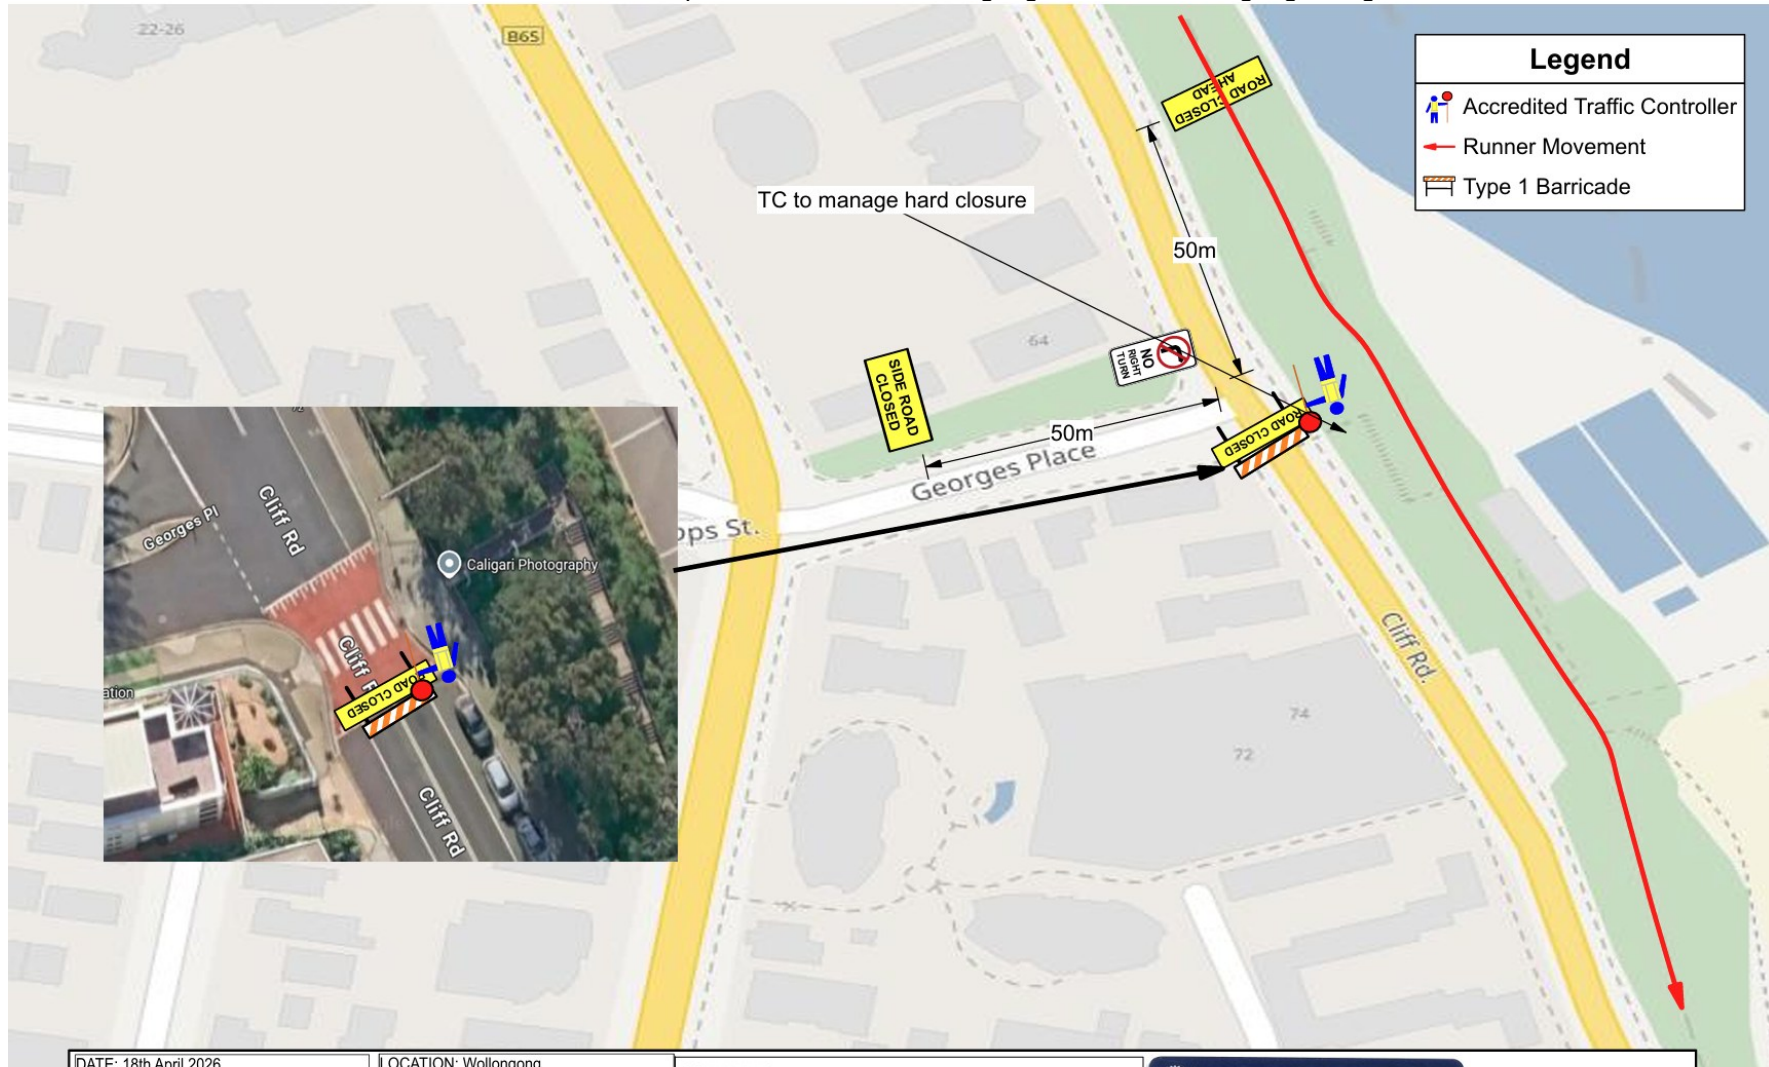 22-26
B65
ROAD CLOSED
AHEAD
Legend
Accredited Traffic Controller
Runner Movement
Type 1 Barricade
TC to manage hard closure
50m
64
NO
RIGHT
TURN
SIDE ROAD
CLOSED
50m
ROAD CLOSED
Georges Place
pps St.
Cliff Rd
Georges Pl
Caligari Photography
Cliff R
ation
ROAD CLOSED
Cliff Rd
Cliff Rd.
74
72
DATE: 18th April 2026
LOCATION: Wollongong